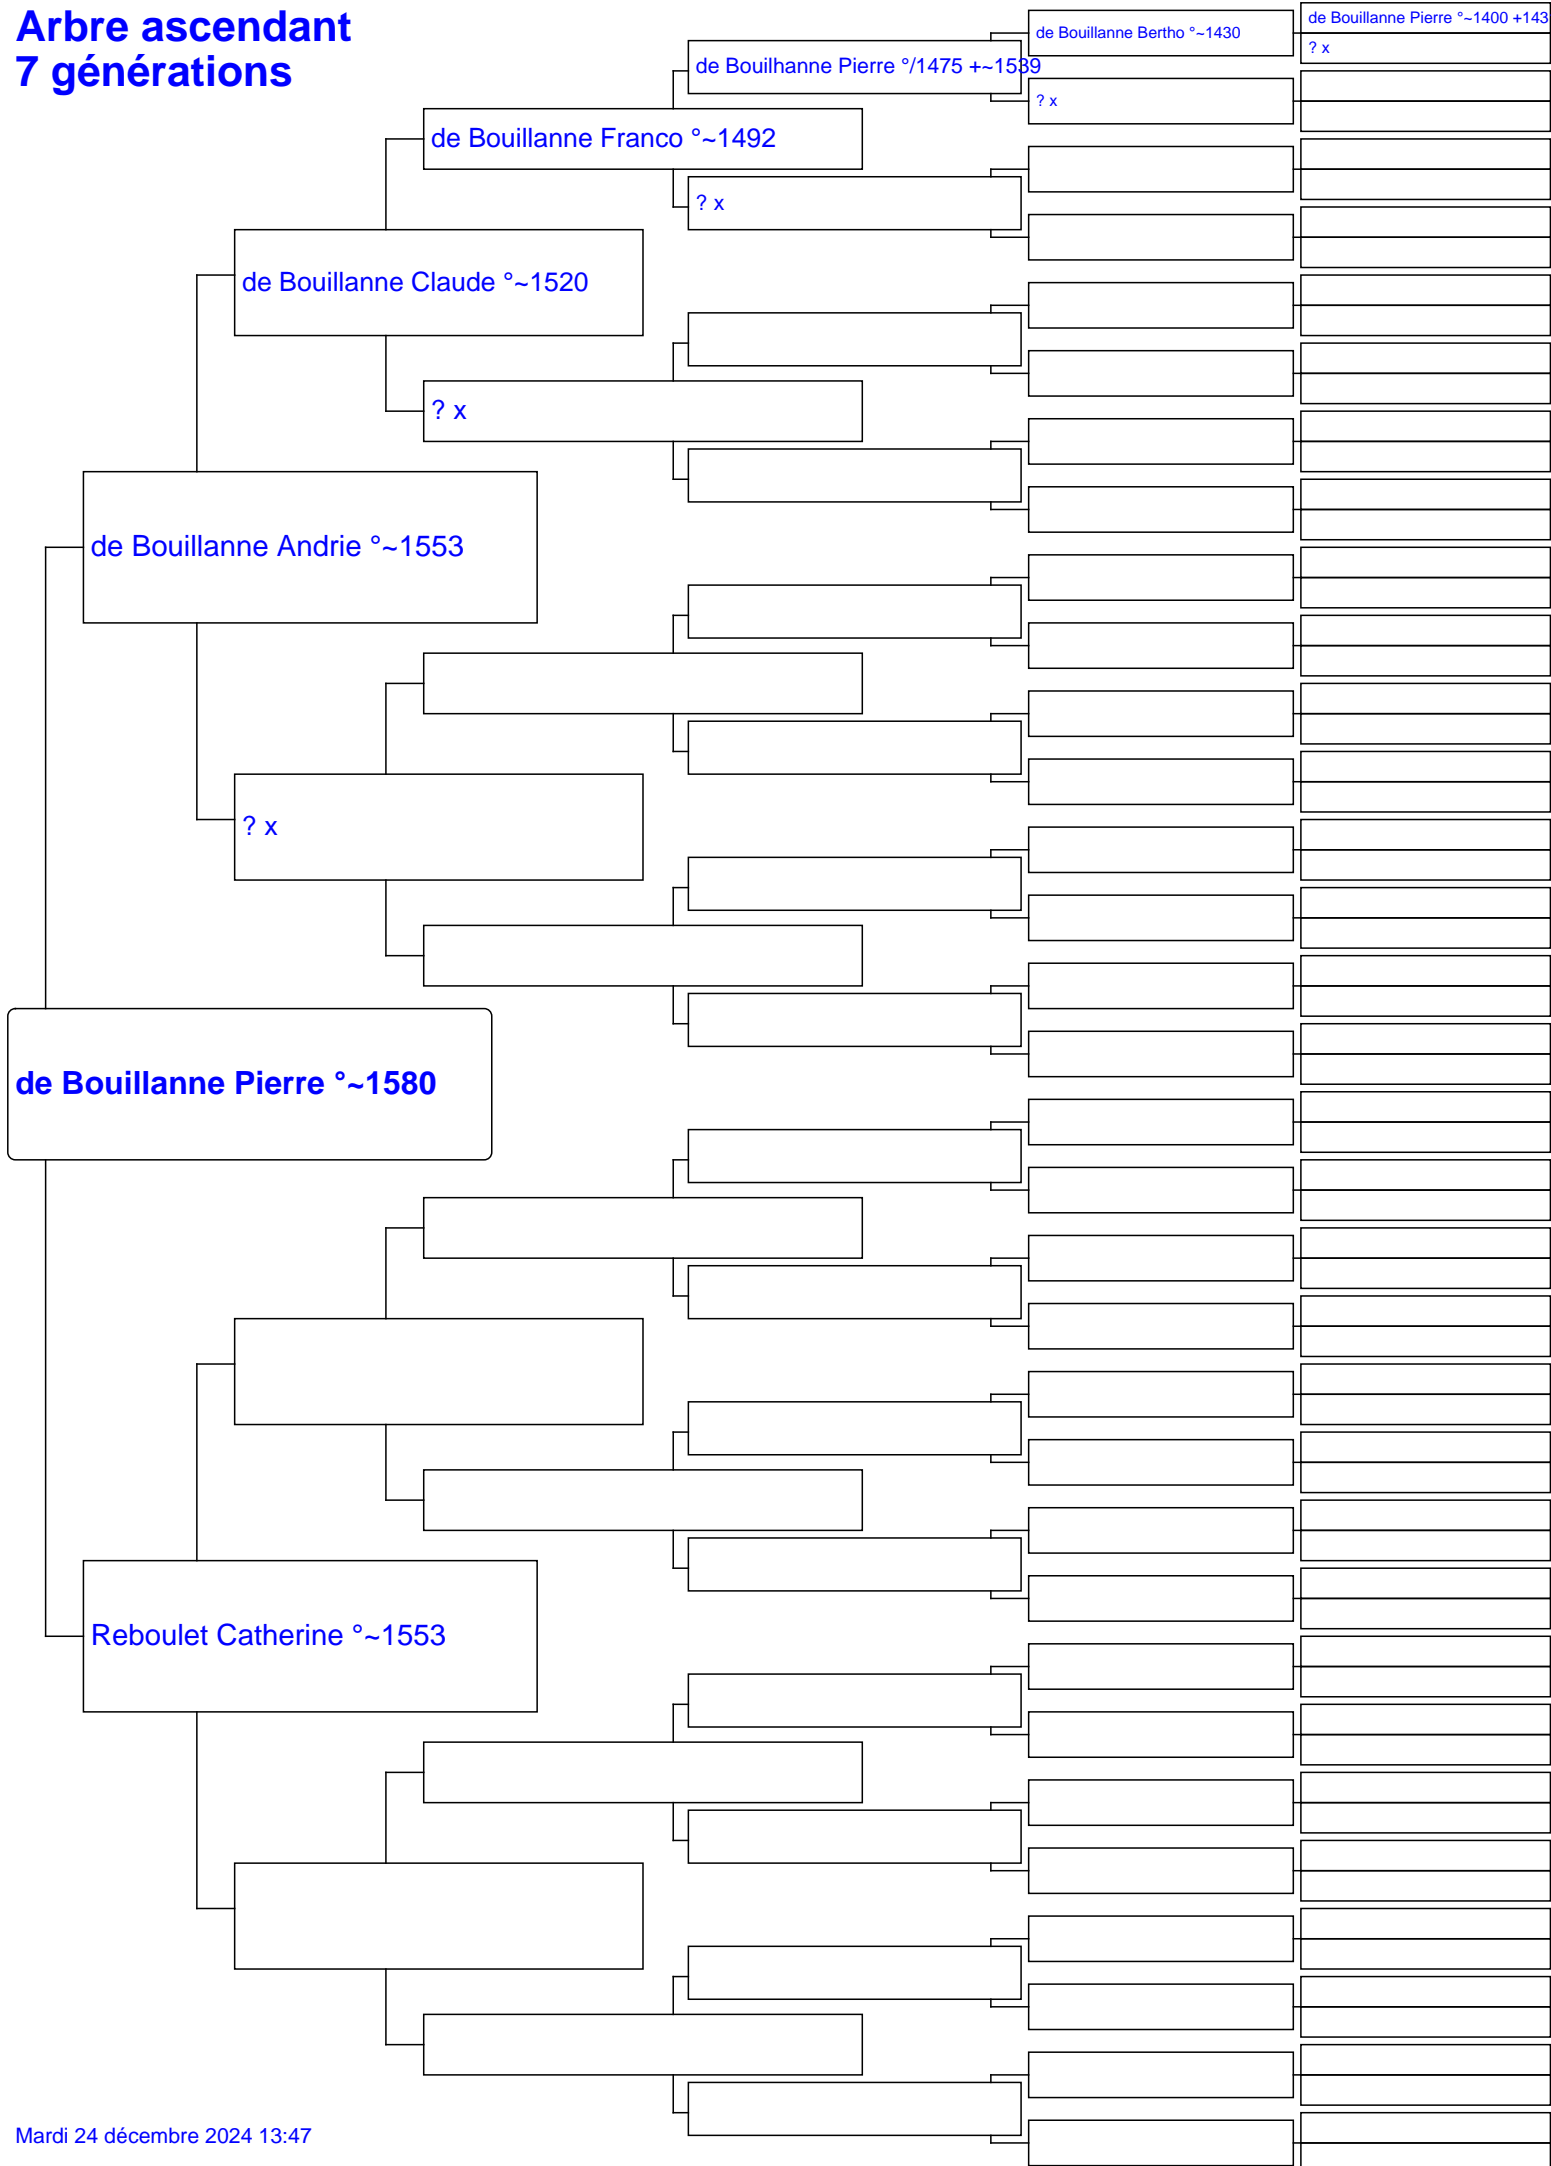 Arbre ascendant
7 générations
de Bouillanne Pierre °~1400 +143
? x
de Bouillanne Bertho °~1430
? x
de Bouilhanne Pierre °/1475 +~1539
? x
de Bouillanne Franco °~1492
? x
de Bouillanne Claude °~1520
? x
de Bouillanne Andrie °~1553
de Bouillanne Pierre °~1580
Reboulet Catherine °~1553
Mardi 24 décembre 2024 13:47